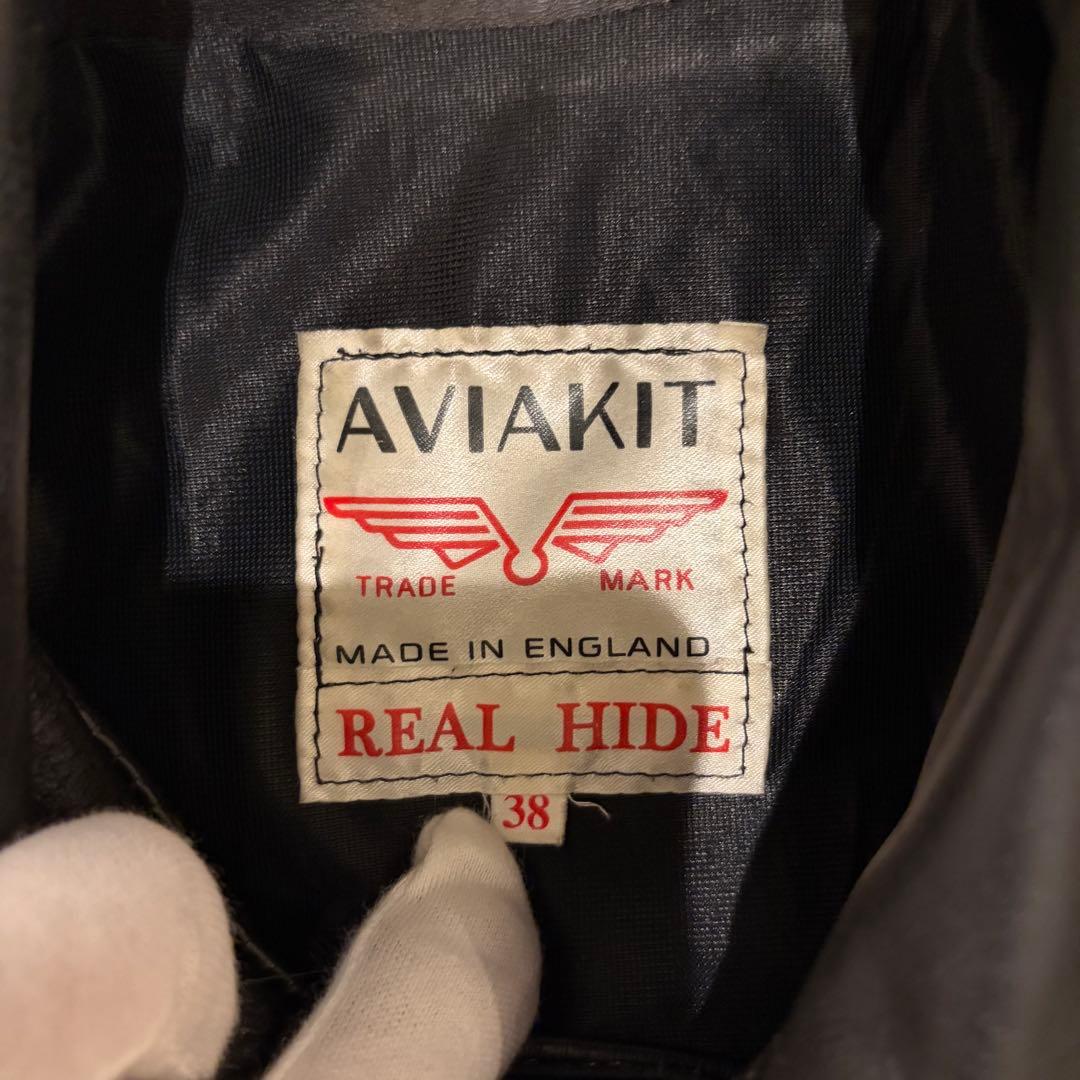 AVIAKIT
TRADE MARK
MADE IN ENGLAND
REAL HIDE
38